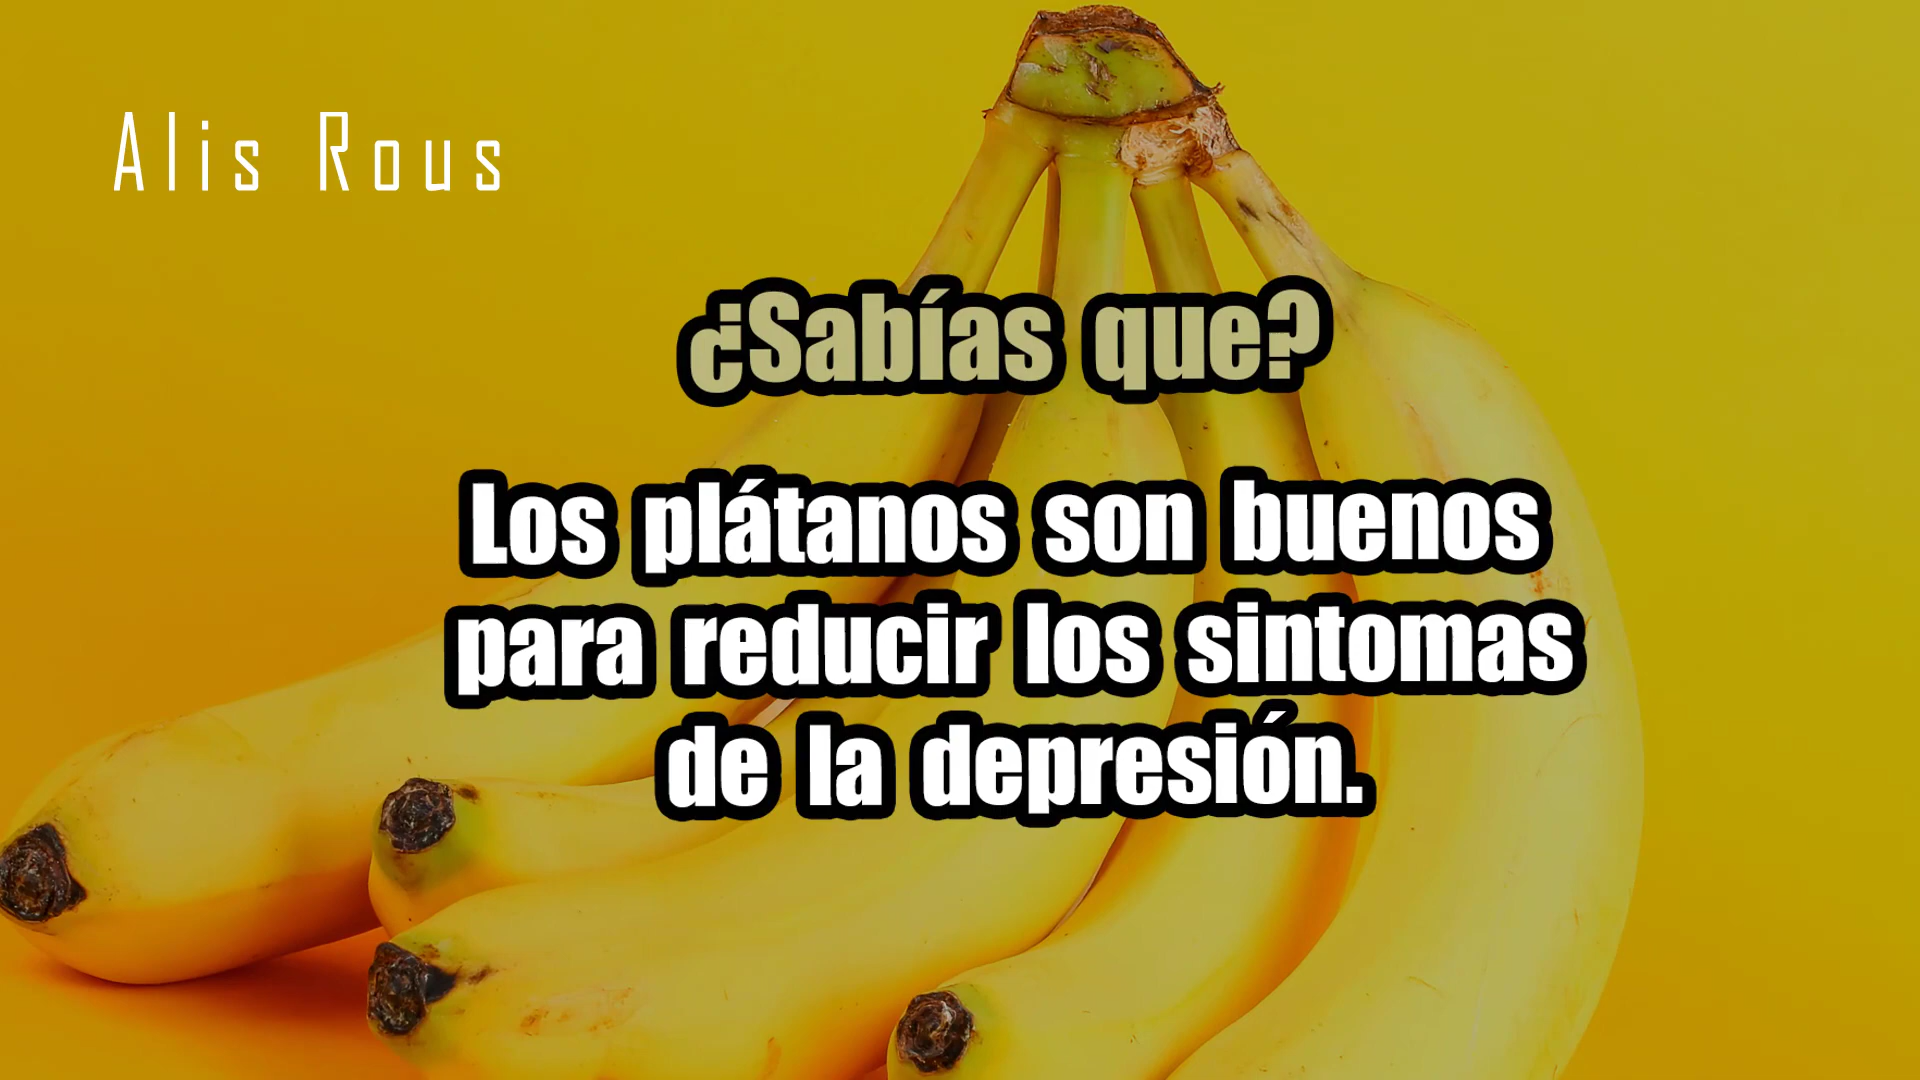 Alis Rous
¿Sabías que?
Los plátanos son buenos
para reducir los sintomas
de la depresión.